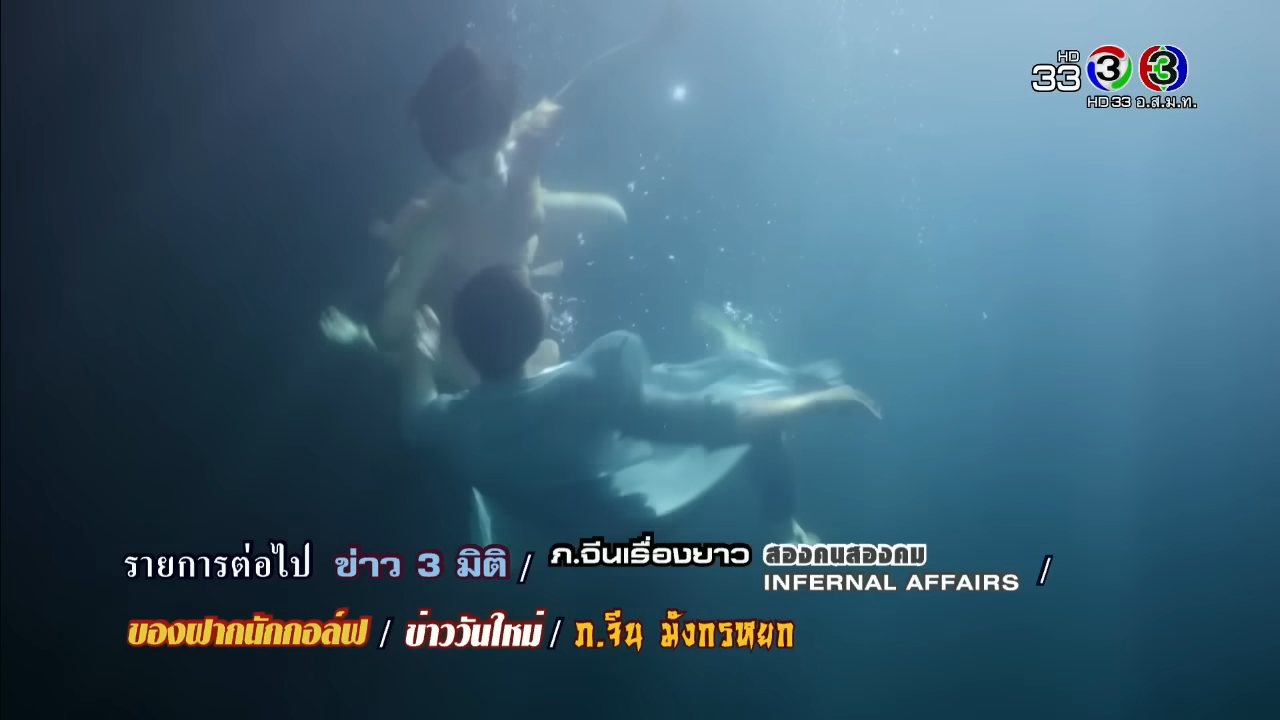 HD
33 3 3
HD 33 อ.ส.ม.ท.
รายการต่อไป ข่าว 3 มิติ / ภ.จีนเรื่องยาว สองคนสองคม INFERNAL AFFAIRS /
ของฝากนักกอล์ฟ / ข่าววันใหม่ / ภ.จีน มังกรหยก